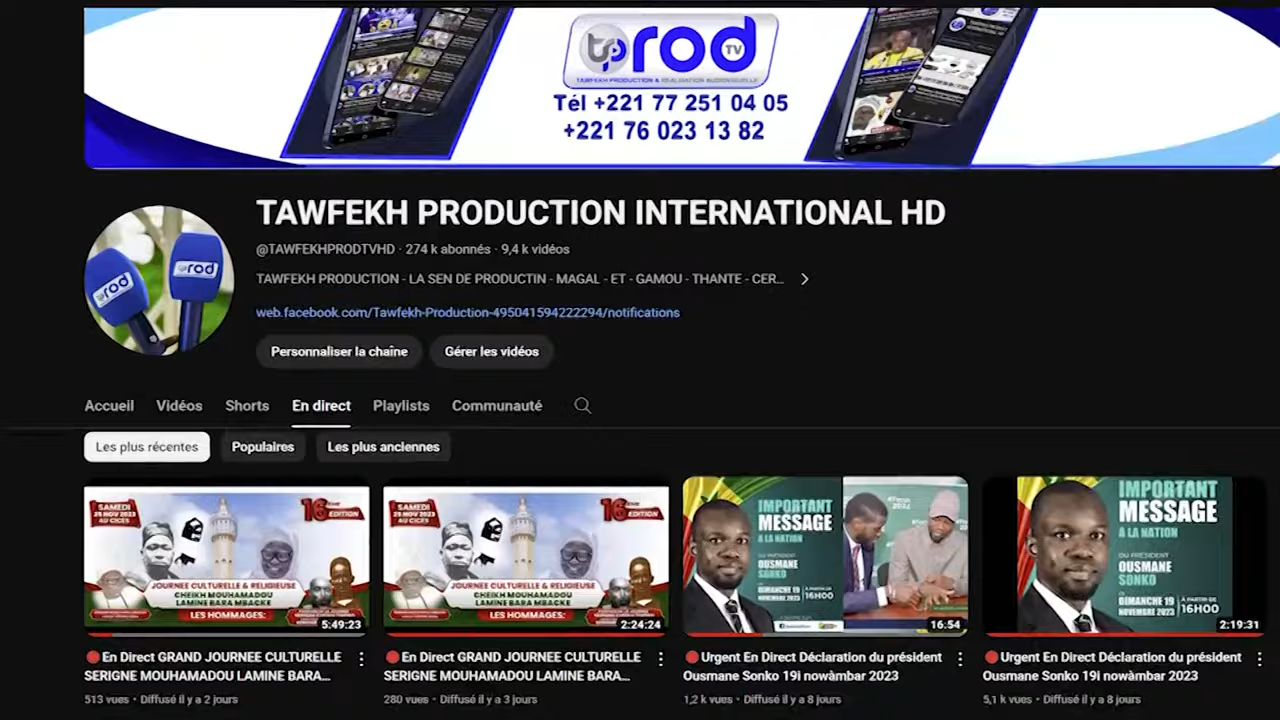 prod TV
TAWFEKH PRODUCTION & REALISATION AUDIOVISUELLE
Tél +221 77 251 04 05
+221 76 023 13 82
TAWFEKH PRODUCTION INTERNATIONAL HD
@TAWFEKHPRODTVHD · 274 k abonnés · 9,4 k vidéos
TAWFEKH PRODUCTION - LA SEN DE PRODUCTIN - MAGAL - ET - GAMOU - THANTE - CER...
web.facebook.com/Tawfekh-Production-495041594222294/notifications
prod
prod
Personnaliser la chaîne Gérer les vidéos
Accueil Vidéos Shorts En direct Playlists Communauté
Les plus récentes Populaires Les plus anciennes
SAMEDI
25 NOV 2023
AU CICES
16ème
EDITION
JOURNEE CULTURELLE & RELIGIEUSE
CHEIKH MOUHAMADOU
LAMINE BARA MBACKE
LES HOMMAGES:
5:49:23
SAMEDI
25 NOV 2023
AU CICES
16ème
EDITION
JOURNEE CULTURELLE & RELIGIEUSE
CHEIKH MOUHAMADOU
LAMINE BARA MBACKE
LES HOMMAGES:
2:24:24
IMPORTANT
MESSAGE
A LA NATION
DU PRÉSIDENT
OUSMANE
SONKO
DIMANCHE 19
NOVEMBRE 2023
À PARTIR DE
16H00
16:54
IMPORTANT
MESSAGE
A LA NATION
DU PRÉSIDENT
OUSMANE
SONKO
DIMANCHE 19
NOVEMBRE 2023
À PARTIR DE
16H00
2:19:31
En Direct GRAND JOURNEE CULTURELLE
SERIGNE MOUHAMADOU LAMINE BARA...
513 vues · Diffusé il y a 2 jours
En Direct GRAND JOURNEE CULTURELLE
SERIGNE MOUHAMADOU LAMINE BARA...
280 vues · Diffusé il y a 3 jours
Urgent En Direct Déclaration du président
Ousmane Sonko 19i nowàmbar 2023
1,2 k vues · Diffusé il y a 8 jours
Urgent En Direct Déclaration du président
Ousmane Sonko 19i nowàmbar 2023
5,1 k vues · Diffusé il y a 8 jours